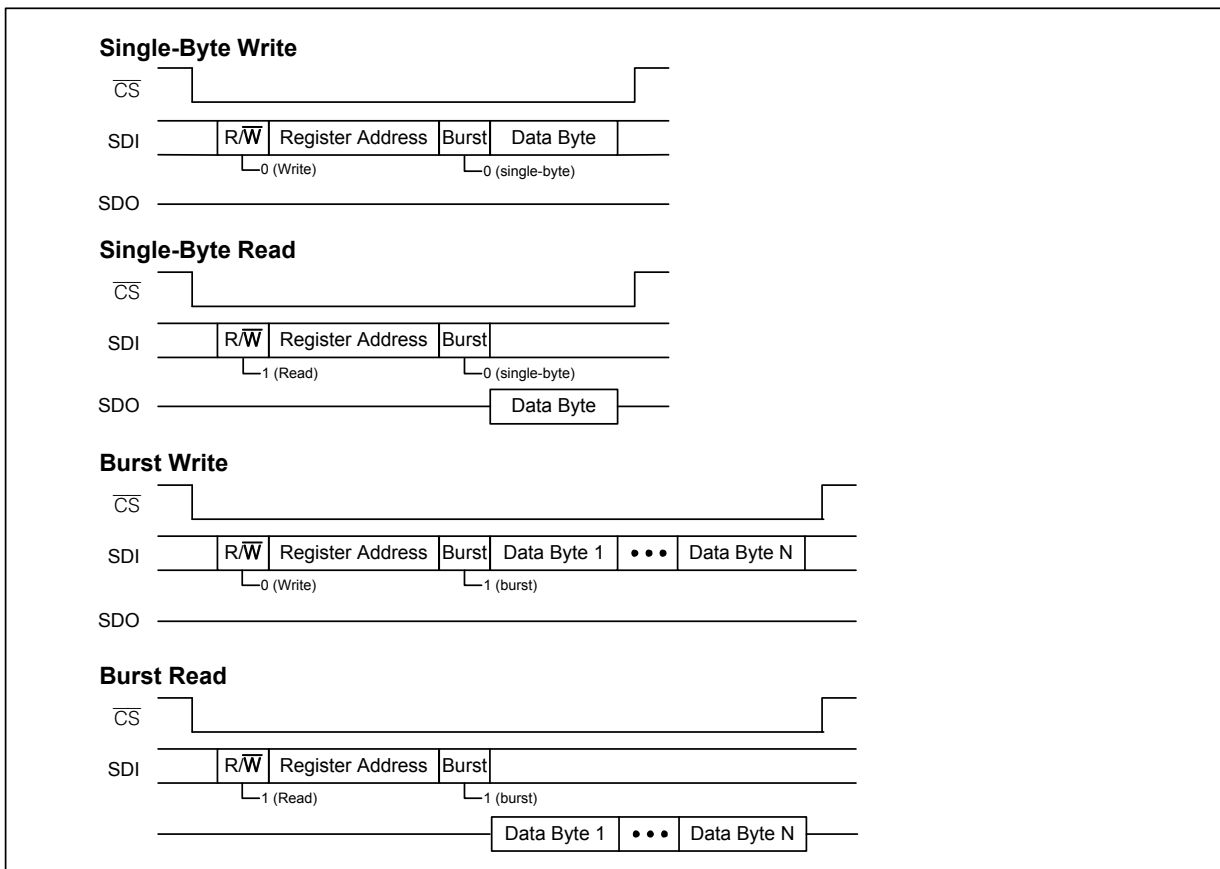 Single-Byte Write
CS
SDI R/W Register Address Burst Data Byte
0 (Write) 0 (single-byte)
SDO
Single-Byte Read
CS
SDI R/W Register Address Burst
1 (Read) 0 (single-byte)
SDO Data Byte
Burst Write
CS
SDI R/W Register Address Burst Data Byte 1 ••• Data Byte N
0 (Write) 1 (burst)
SDO
Burst Read
CS
SDI R/W Register Address Burst
1 (Read) 1 (burst)
Data Byte 1 ••• Data Byte N